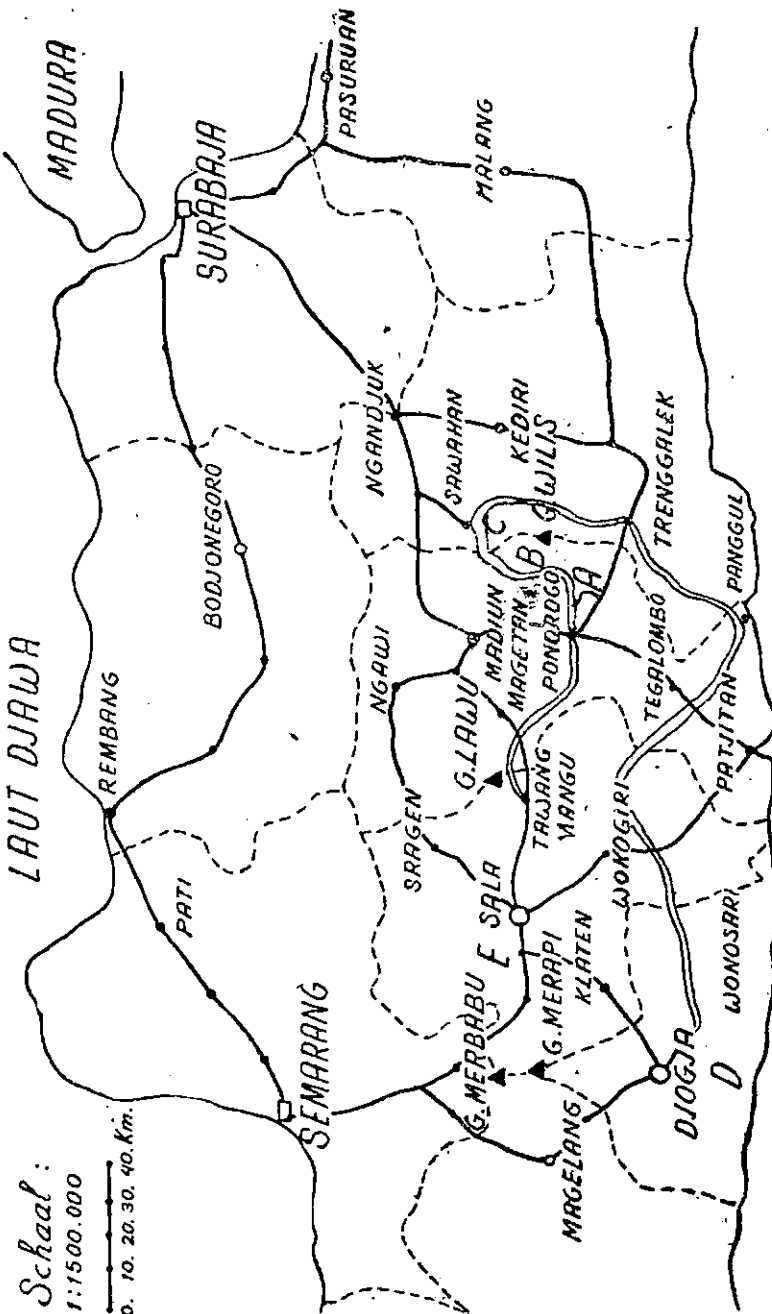 LAUT DJAWA
MADURA
Schaal :
1:1500.000
0. 10. 20. 30. 40. Km.
REMBANG
PATI
SEMARANG
BODJONEGORO
SURABAJA
PASURUAN
MALANG
NGANDJUK
SAWAHAN
KEDIRI
G.WILIS
NGAWI
SRAGEN
G.LAWU
MADIUN
MAGETAN
PONOROGO
A
B
C
TRENGGALEK
TAWANG
MANGU
SALA
E
G.MERBABU
G.MERAPI
KLATEN
WOKOGIRI
TEGALOMBO
PANGGUL
PATJITAN
MAGELANG
DJOGJA
D
WONOSARI